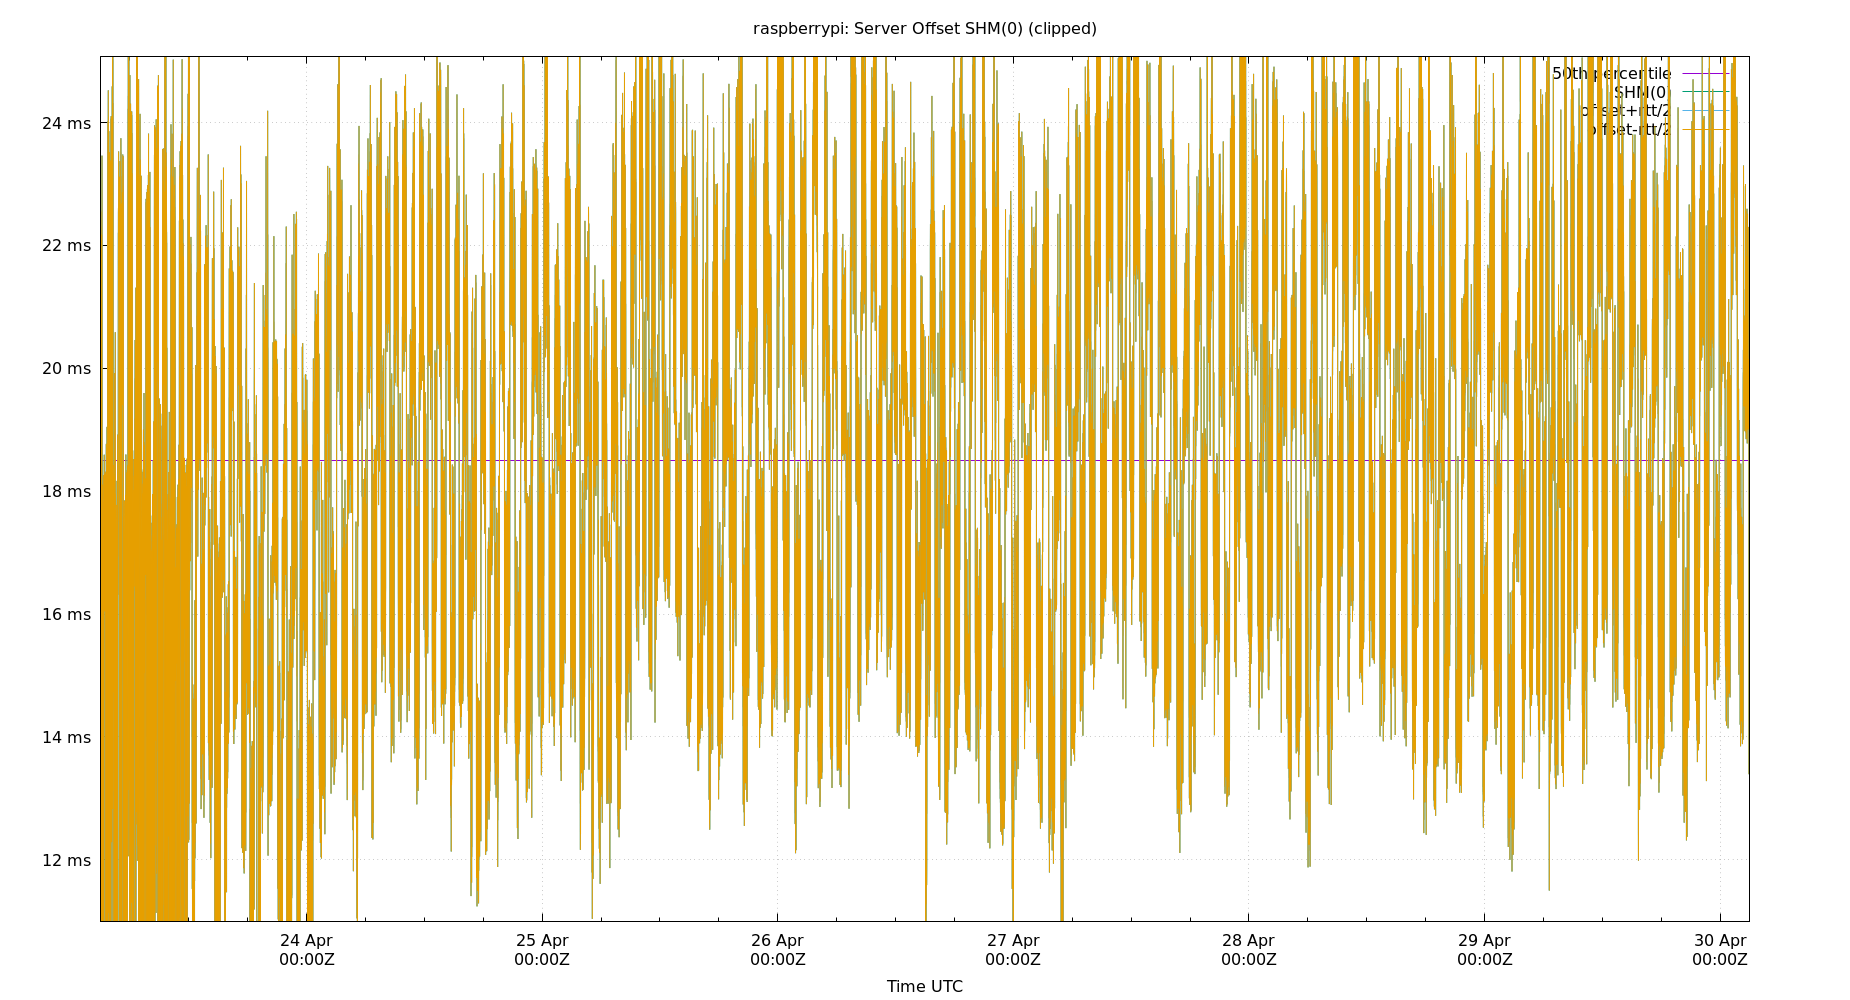 raspberrypi: Server Offset SHM(0) (clipped)
50th percentile
SHM(0)
offset+rtt/2
offset-rtt/2
24 ms
22 ms
20 ms
18 ms
16 ms
14 ms
12 ms
24 Apr 25 Apr 26 Apr 27 Apr 28 Apr 29 Apr 30 Apr
00:00Z 00:00Z 00:00Z 00:00Z 00:00Z 00:00Z 00:00Z
Time UTC